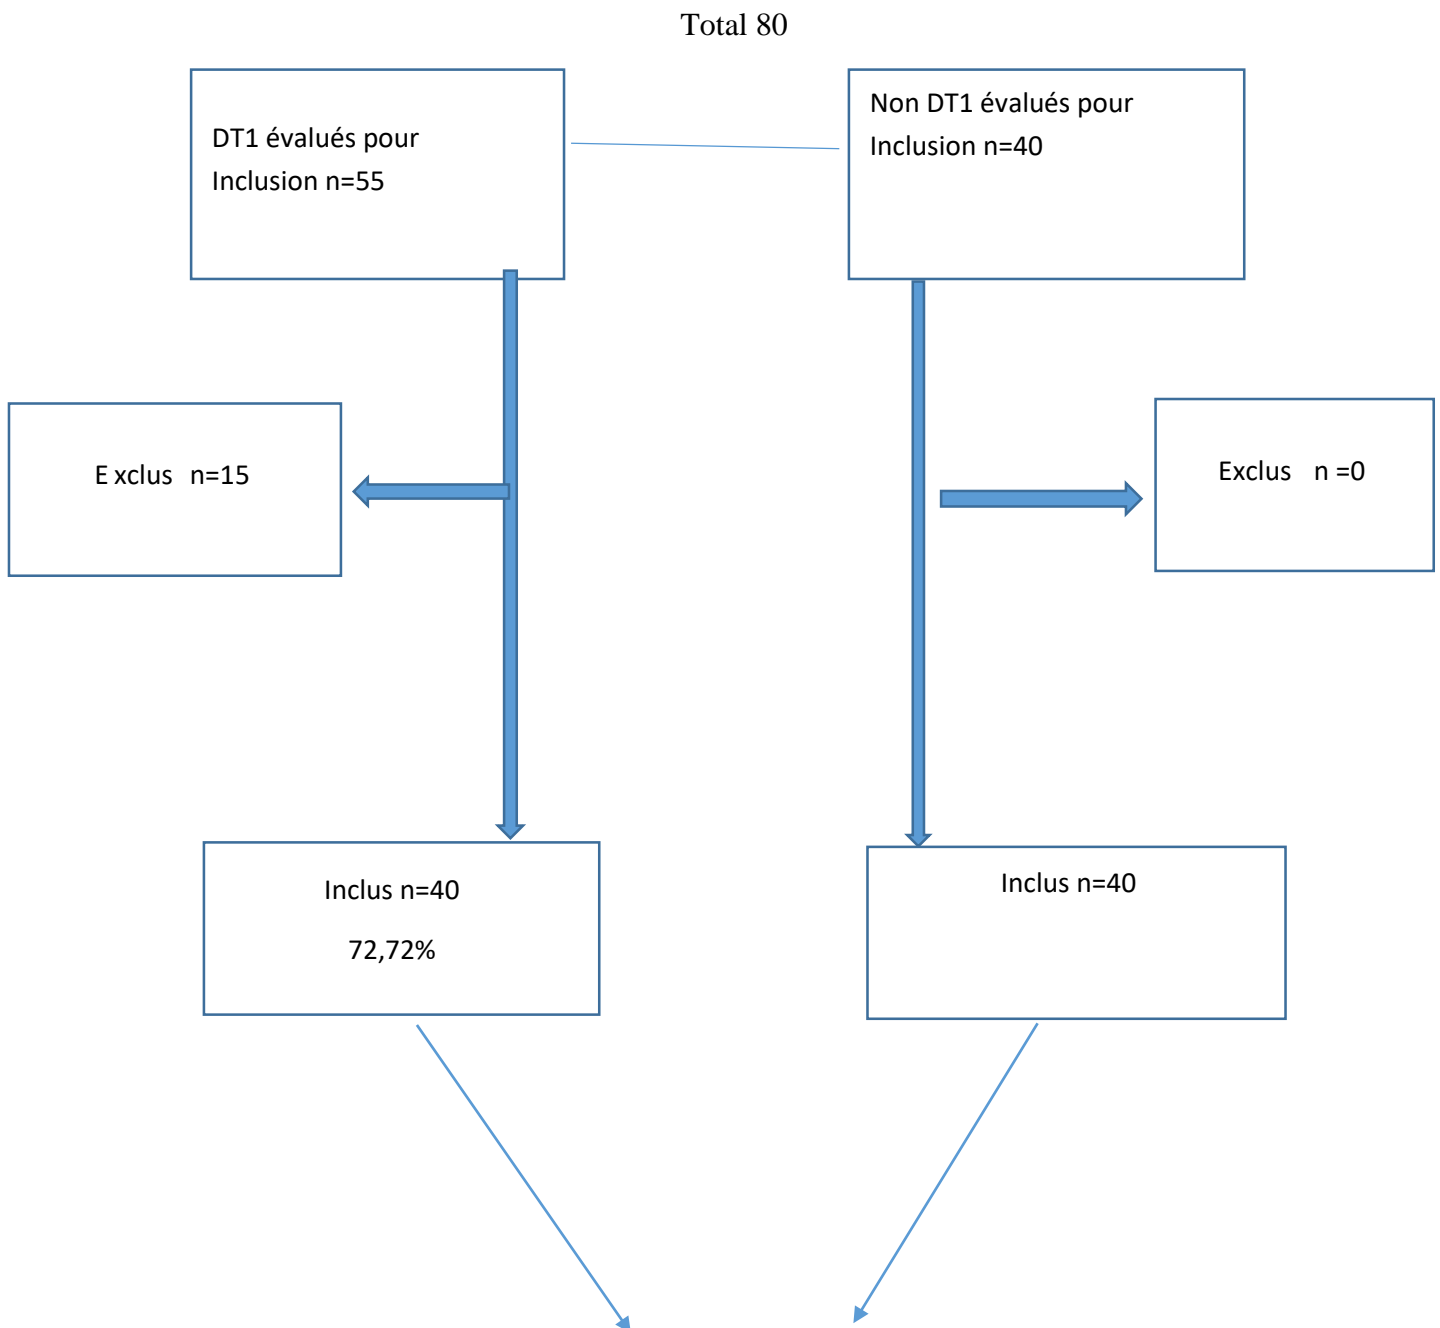 Total 80
DT1 évalués pour
Inclusion n=55
Non DT1 évalués pour
Inclusion n=40
E xclus n=15
Exclus n =0
Inclus n=40
72,72%
Inclus n=40